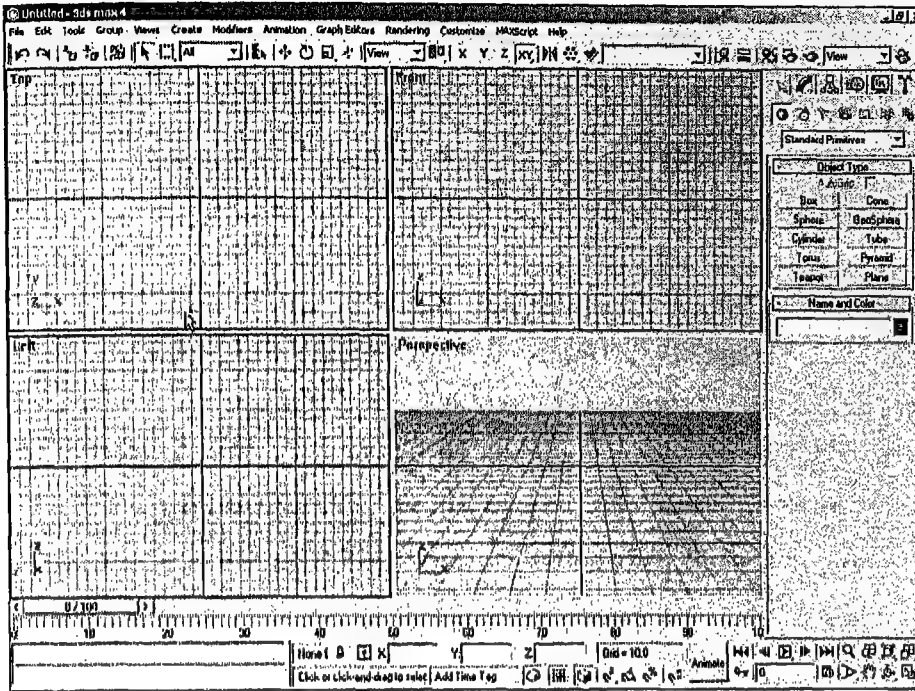 Untitled - 3ds max 4
File Edit Tools Group Views Create Modifiers Animation Graph Editors Rendering Customize MAXScript Help
All View X Y Z XY View
Top Front
Standard Primitives
Object Type
AutoGrid
Box Cone
Sphere GeoSphere
Cylinder Tube
Torus Pyramid
Teapot Plane
Name and Color
Left Perspective
0 / 100
10 20 30 40 50 60 70 80 90
X: Y: Z: Grid = 10.0
Animate
0
Click or click-and-drag to select Add Time Tag